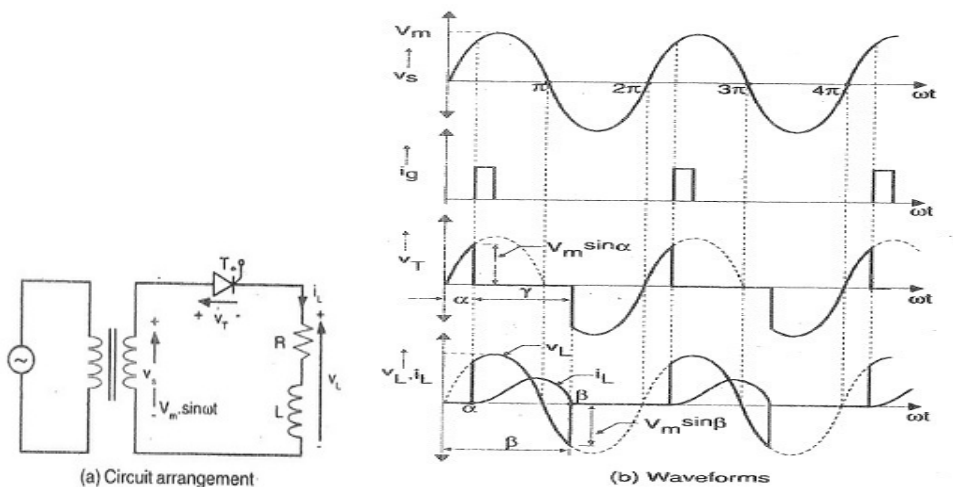 Vm
vs
π
2π
3π
4π
ωt
ig
ωt
vT
Vm sinα
α
γ
ωt
vL, iL
vL
iL
β
α
Vm sinβ
β
ωt
(b) Waveforms
T
+ vT -
iL
+
+
R
vs
vL
L
-
Vm sinωt
-
(a) Circuit arrangement